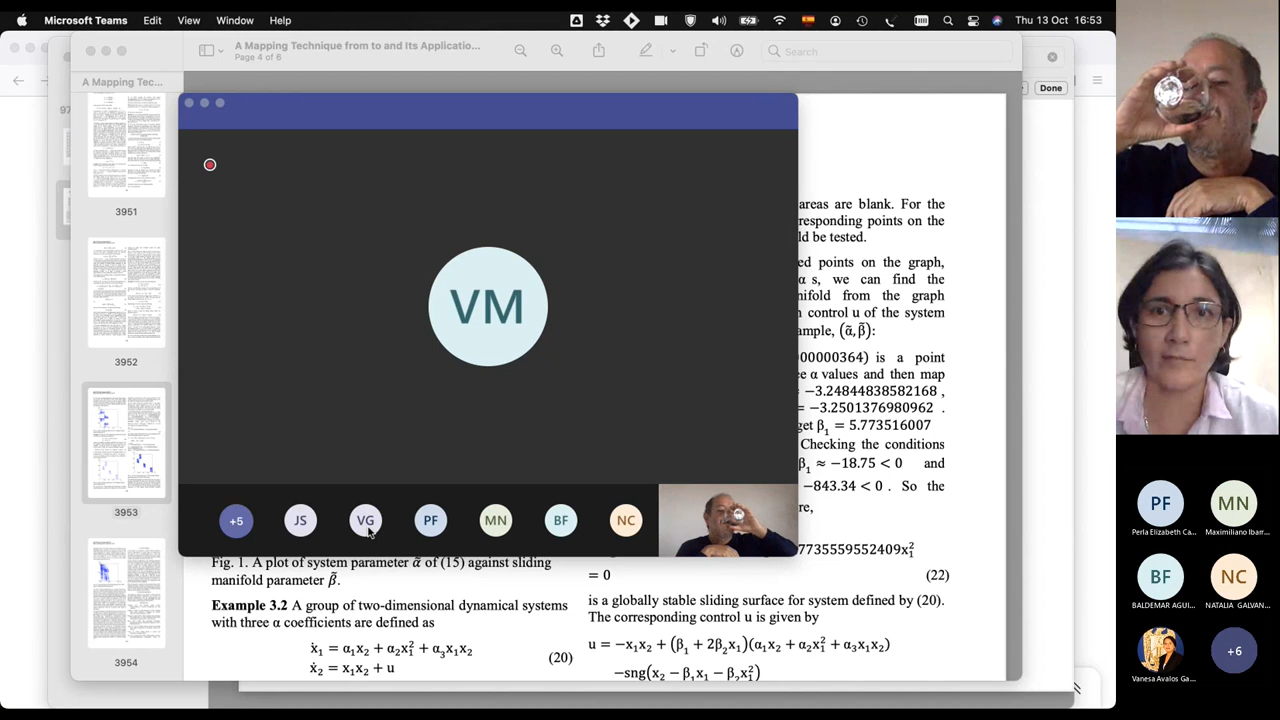 Microsoft Teams Edit View Window Help Thu 13 Oct 16:53
A Mapping Technique from to and Its Applicatio...
Page 4 of 6
Search
A Mapping Tec...
97
Done
3951
3952
3953
3954
VM
+5 JS VG PF MN BF NC
areas are blank. For the
responding points on the
ld be tested.
ed points on the graph,
α s, we can find the
nifold from the graph
n control u of the system
ample, (α̃, β̃):
000000364) is a point
ee α values and then map
= −3.24844838582168 ,
= −3.2501376980962 .
get β₁ = 5.773516007
Checking the conditions
β₁ ≈ −18.75 < 0 and
−843.34 < 0 . So the
re,
7735559552409x₁²
= 0 (22)
is a globally stable sliding surface for system defined by (20).
The corresponding control u is given by
u = −x₁x₂ + (β₁ + 2β₂x₁)(α₁x₂ + α₂x₁² + α₃x₁x₂)
−sng(x₂ − β₁x₁ − β₂x₁²)
Fig. 1. A plot of system parameter α̃ of (15) against sliding
manifold parameter β̃.
Example 3.2 A group of two-dimensional dynamical systems
with three α coefficients are defined as
ẋ₁ = α₁x₂ + α₂x₁² + α₃x₁x₂
ẋ₂ = x₁x₂ + u (20)
PF MN
Perla Elizabeth Ca... Maximiliano Ibarr...
BF NC
BALDEMAR AGUI... NATALIA GALVAN...
+6
Vanesa Avalos Ga...